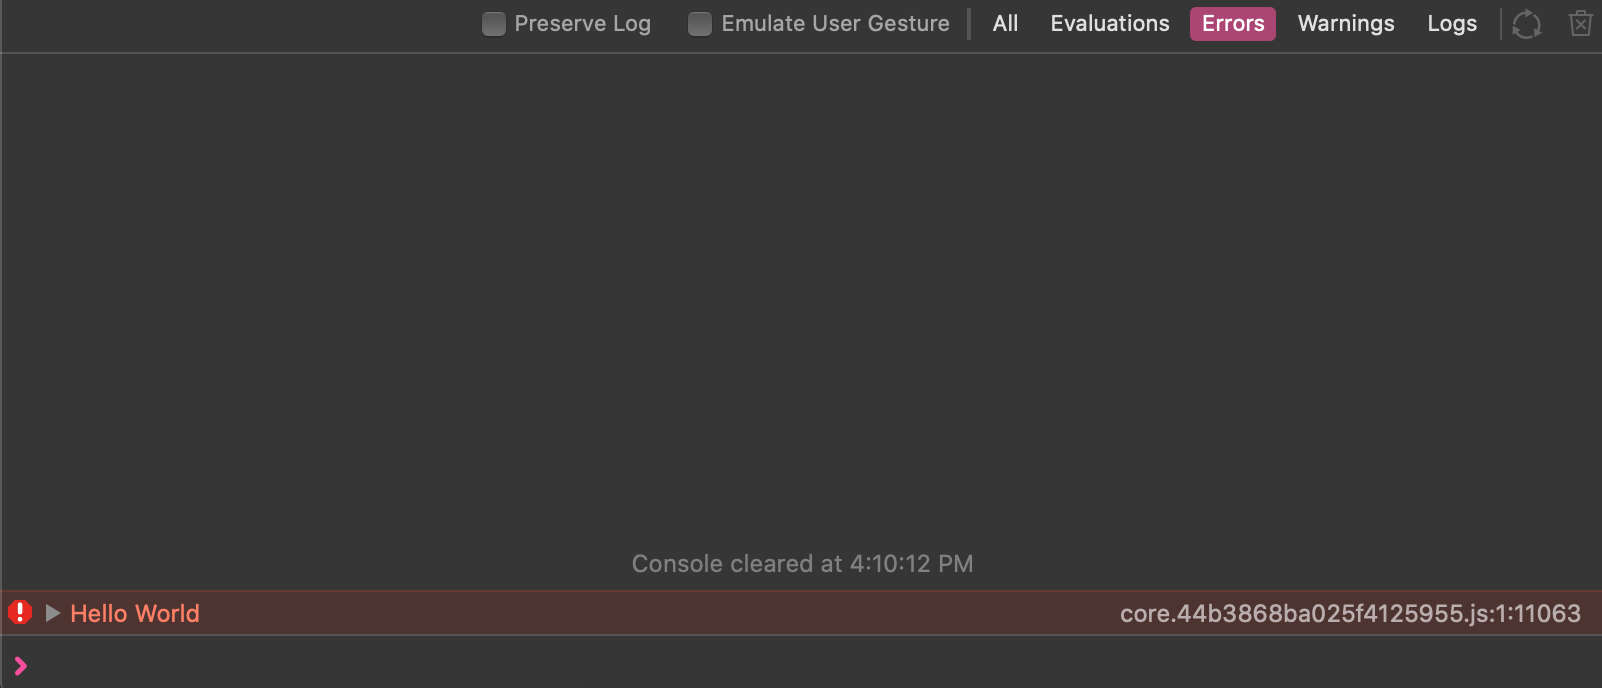 Preserve Log Emulate User Gesture All Evaluations Errors Warnings Logs
Console cleared at 4:10:12 PM
Hello World core.44b3868ba025f4125955.js:1:11063